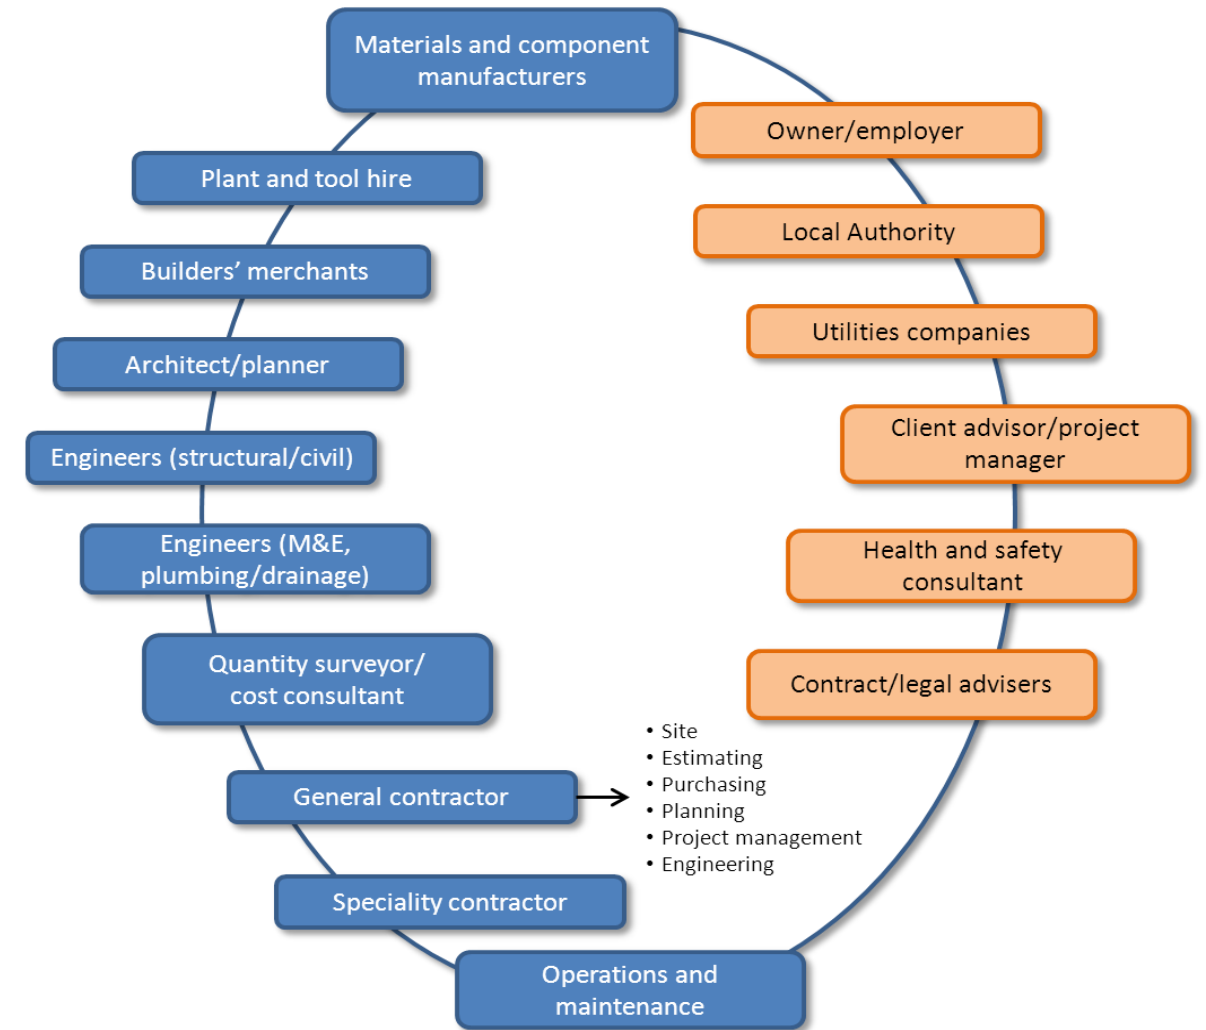 Materials and component
manufacturers
Owner/employer
Plant and tool hire
Local Authority
Builders’ merchants
Utilities companies
Architect/planner
Client advisor/project
manager
Engineers (structural/civil)
Engineers (M&E,
plumbing/drainage)
Health and safety
consultant
Quantity surveyor/
cost consultant
Contract/legal advisers
General contractor
• Site
• Estimating
• Purchasing
• Planning
• Project management
• Engineering
Speciality contractor
Operations and
maintenance